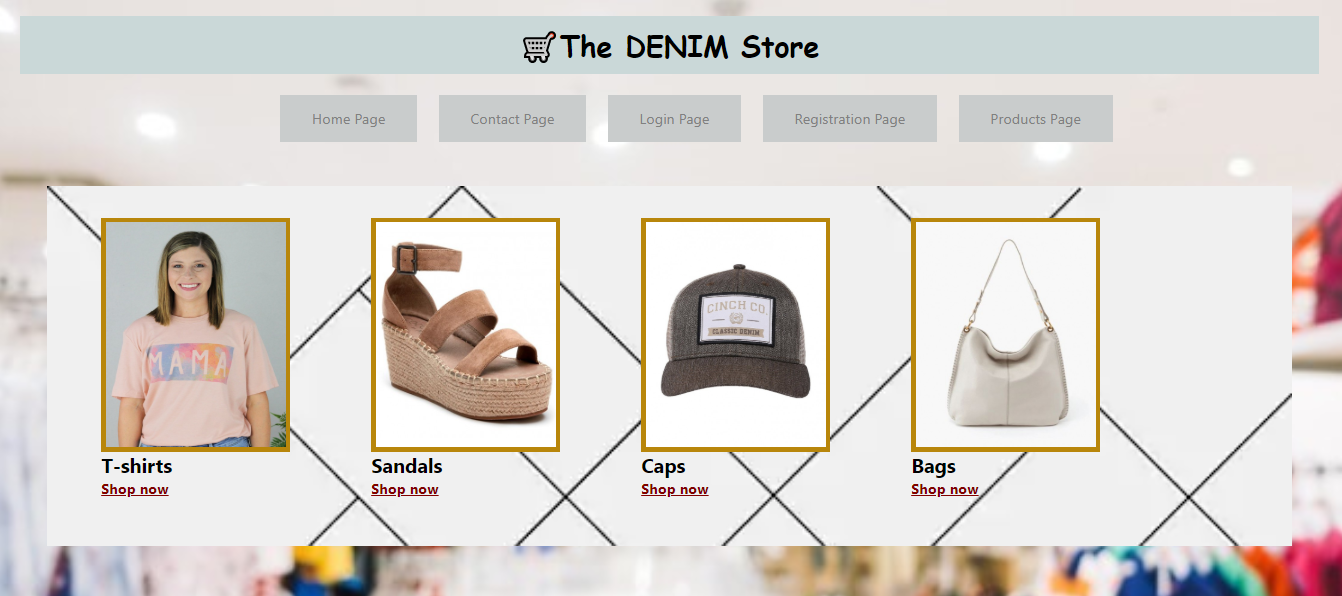 The DENIM Store
Home Page Contact Page Login Page Registration Page Products Page
MAMA
CINCH CO.
CLASSIC DENIM
T-shirts Sandals Caps Bags
Shop now Shop now Shop now Shop now